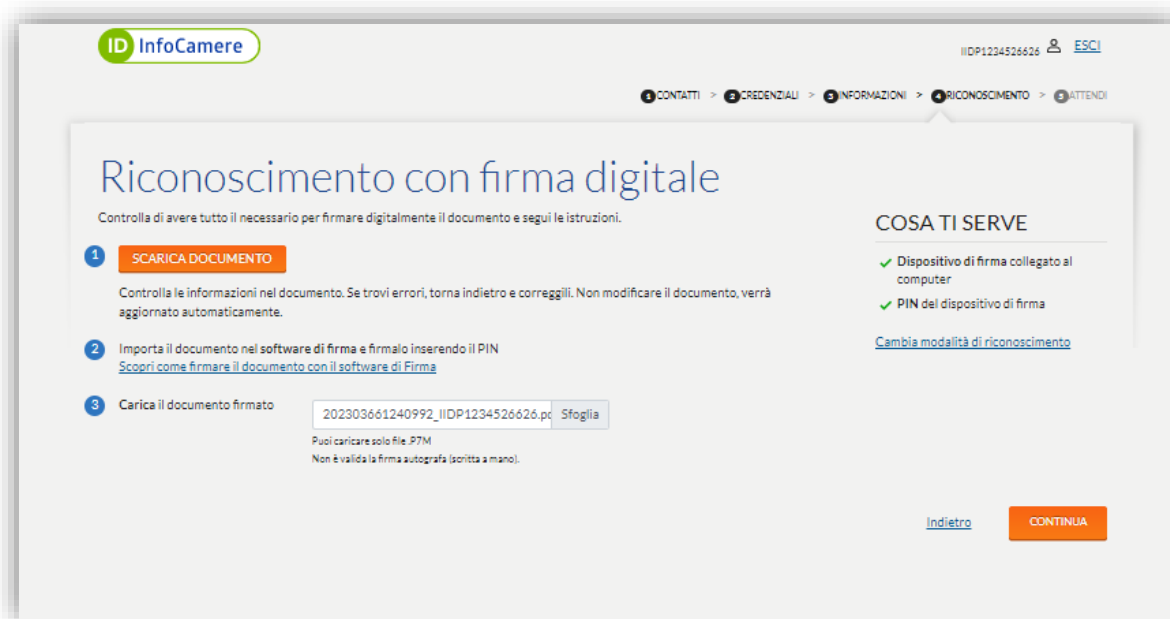 ID InfoCamere
IIDP1234526626 ESCI
1 CONTATTI > 2 CREDENZIALI > 3 INFORMAZIONI > 4 RICONOSCIMENTO > 5 ATTENDI
Riconoscimento con firma digitale
Controlla di avere tutto il necessario per firmare digitalmente il documento e segui le istruzioni.
1 SCARICA DOCUMENTO
Controlla le informazioni nel documento. Se trovi errori, torna indietro e correggili. Non modificare il documento, verrà
aggiornato automaticamente.
2 Importa il documento nel software di firma e firmalo inserendo il PIN
Scopri come firmare il documento con il software di Firma
3 Carica il documento firmato
202303661240992_IIDP1234526626.pd Sfoglia
Puoi caricare solo file .P7M
Non è valida la firma autografa (scritta a mano).
COSA TI SERVE
Dispositivo di firma collegato al
computer
PIN del dispositivo di firma
Cambia modalità di riconoscimento
Indietro
CONTINUA